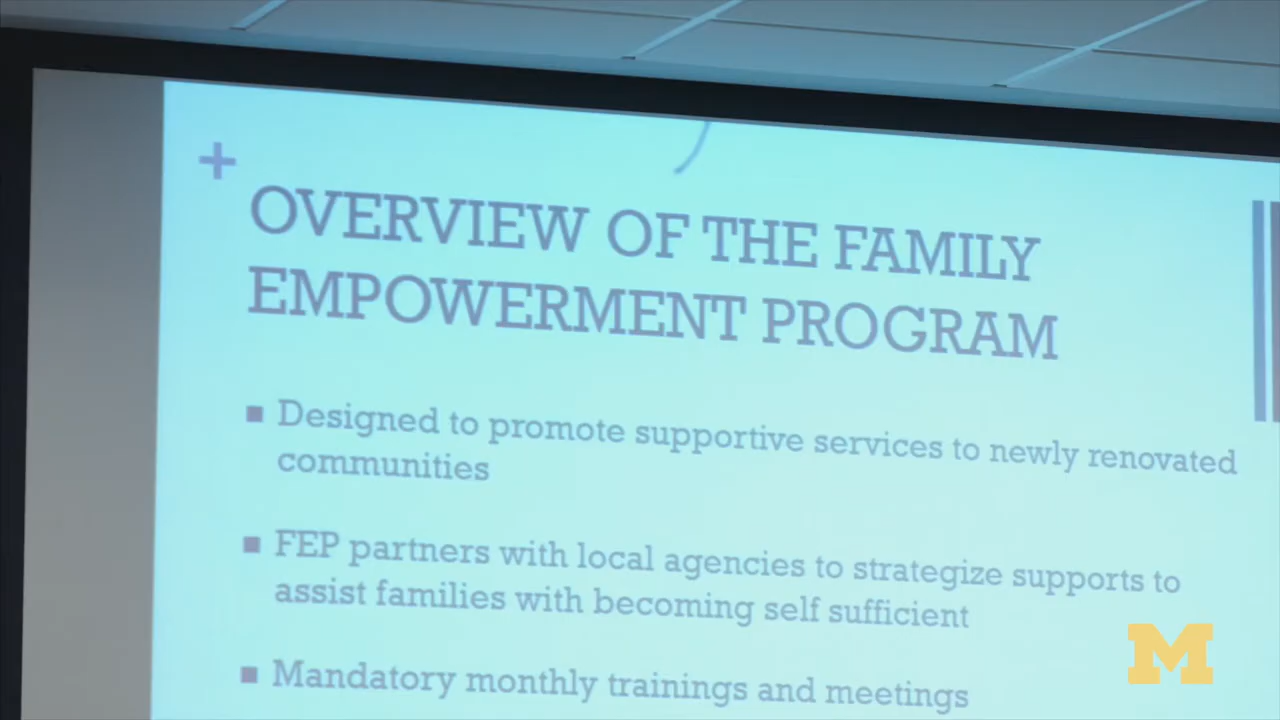 +
OVERVIEW OF THE FAMILY
EMPOWERMENT PROGRAM
■ Designed to promote supportive services to newly renovated
communities
■ FEP partners with local agencies to strategize supports to
assist families with becoming self sufficient
■ Mandatory monthly trainings and meetings
M